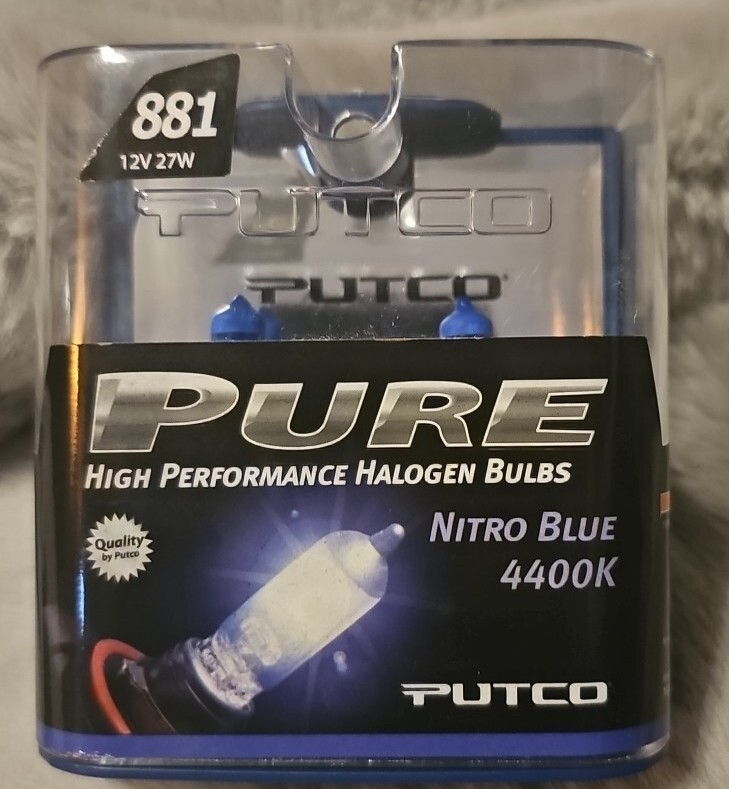 881
12V 27W
PUTCO
PUTCO
PURE
HIGH PERFORMANCE HALOGEN BULBS
NITRO BLUE
4400K
Quality
by Putco
PUTCO